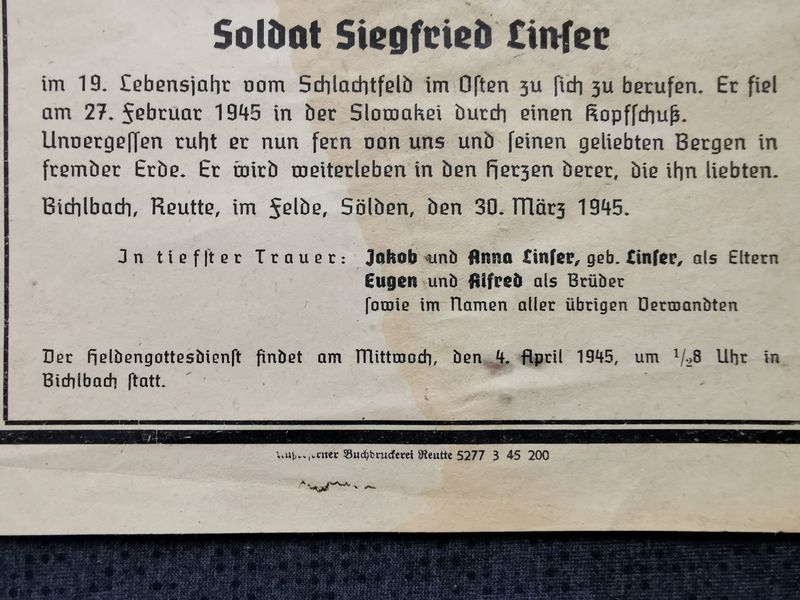 Soldat Siegfried Linser
im 19. Lebensjahr vom Schlachtfeld im Osten zu sich zu berufen. Er fiel
am 27. Februar 1945 in der Slowakei durch einen Kopfschuß.
Unvergessen ruht er nun fern von uns und seinen geliebten Bergen in
fremder Erde. Er wird weiterleben in den Herzen derer, die ihn liebten.
Bichlbach, Reutte, im Felde, Sölden, den 30. März 1945.
In tiefster Trauer: Jakob und Anna Linser, geb. Linser, als Eltern
Eugen und Alfred als Brüder
sowie im Namen aller übrigen Verwandten
Der Heldengottesdienst findet am Mittwoch, den 4. April 1945, um 1/28 Uhr in
Bichlbach statt.
Buchdruckerei Reutte 5277 3 45 200